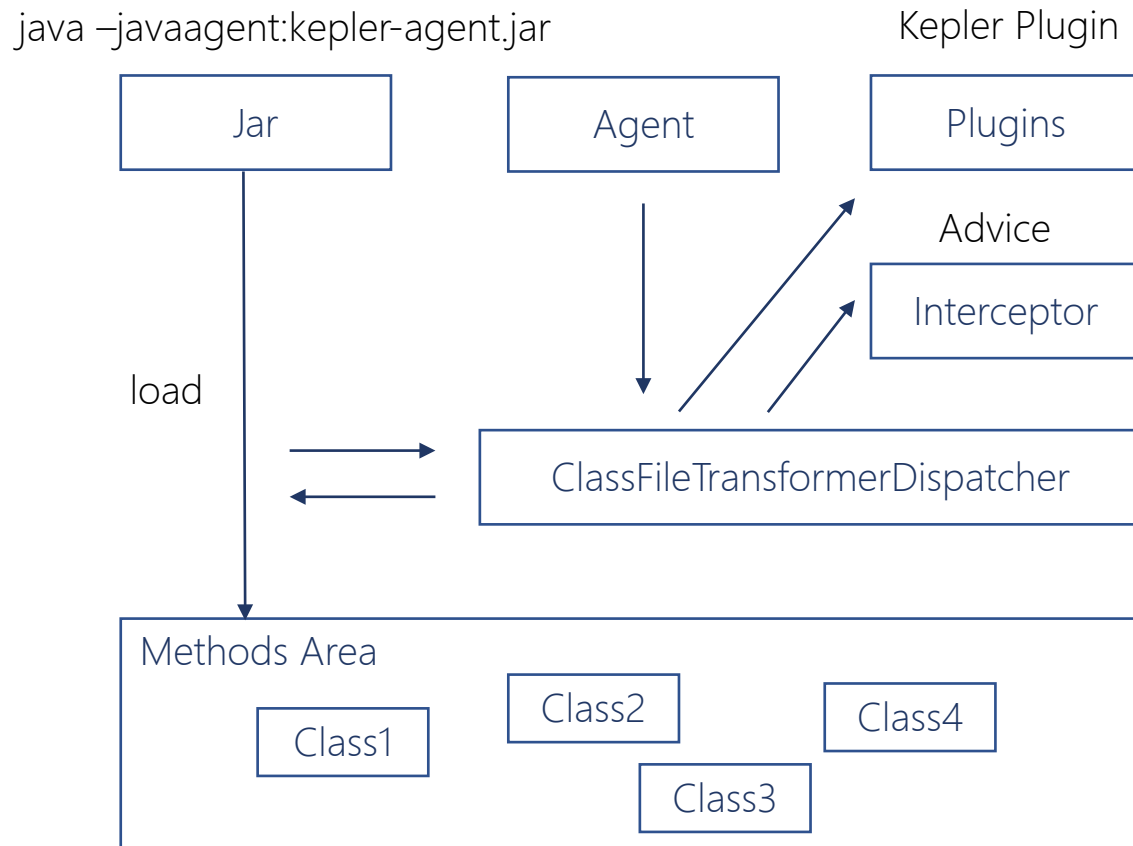 java –javaagent:kepler-agent.jar
Kepler Plugin
Jar
Agent
Plugins
Advice
Interceptor
load
ClassFileTransformerDispatcher
Methods Area
Class1
Class2
Class4
Class3